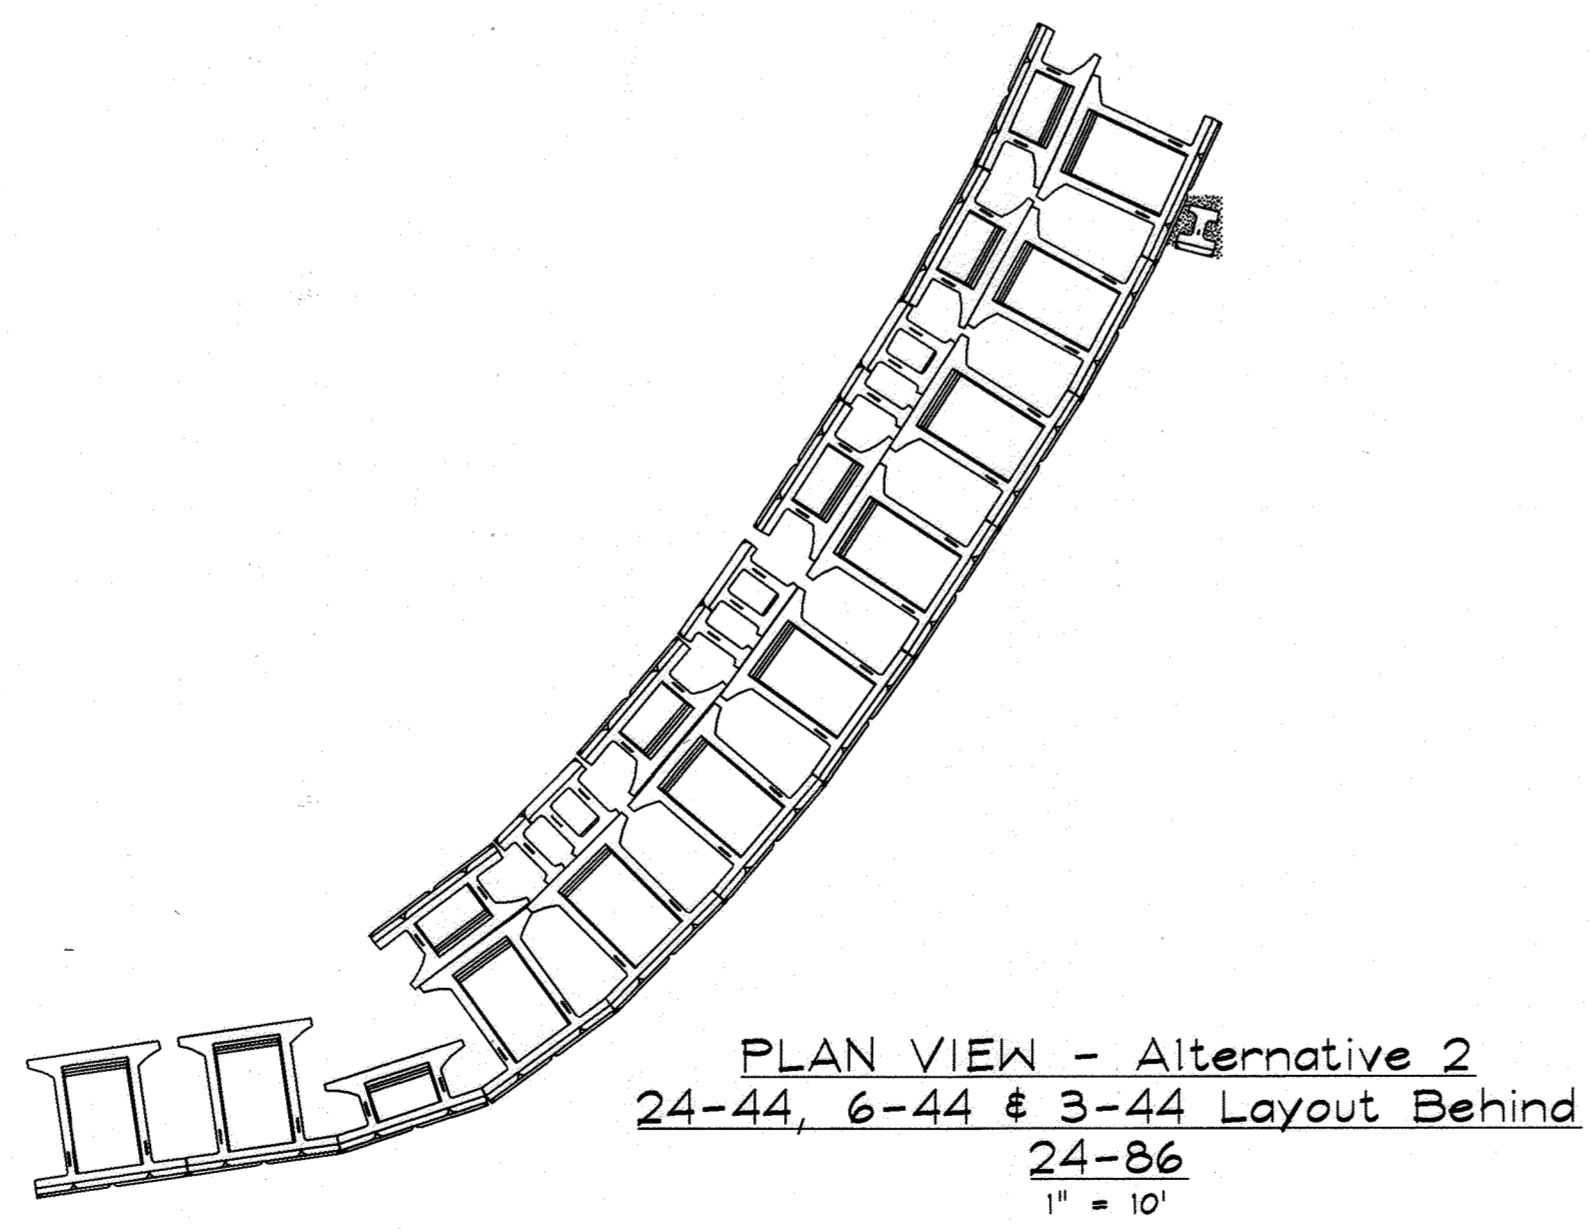 PLAN VIEW - Alternative 2
24-44, 6-44 & 3-44 Layout Behind
24-86
1" = 10'